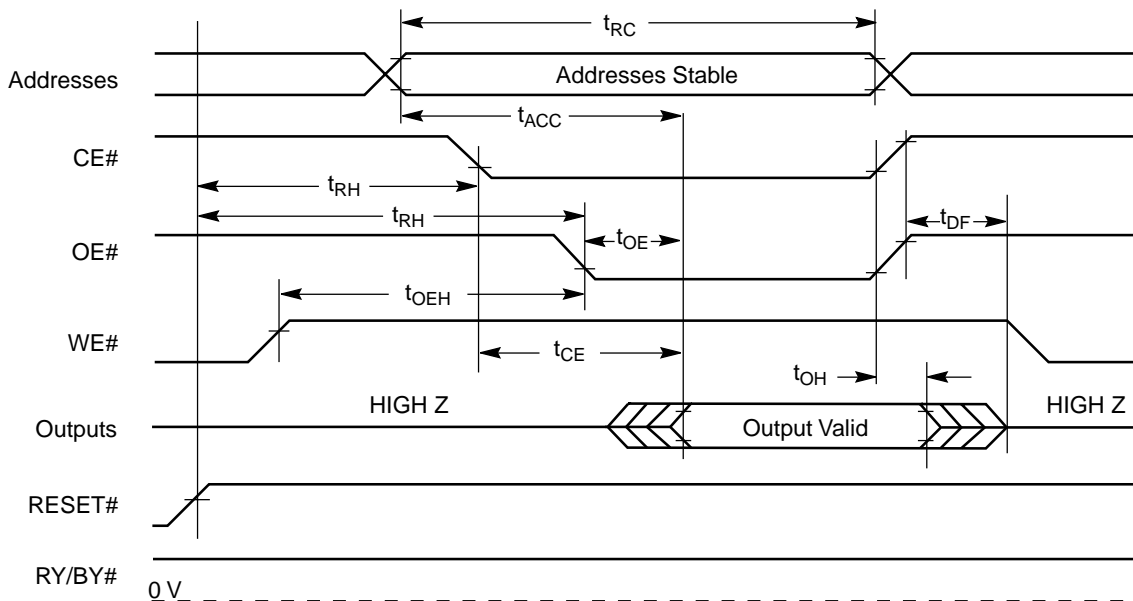 tRC
Addresses
Addresses Stable
tACC
CE#
tRH
tRH
tDF
OE#
tOE
tOEH
WE#
tCE
tOH
HIGH Z
HIGH Z
Outputs
Output Valid
RESET#
RY/BY#
0 V